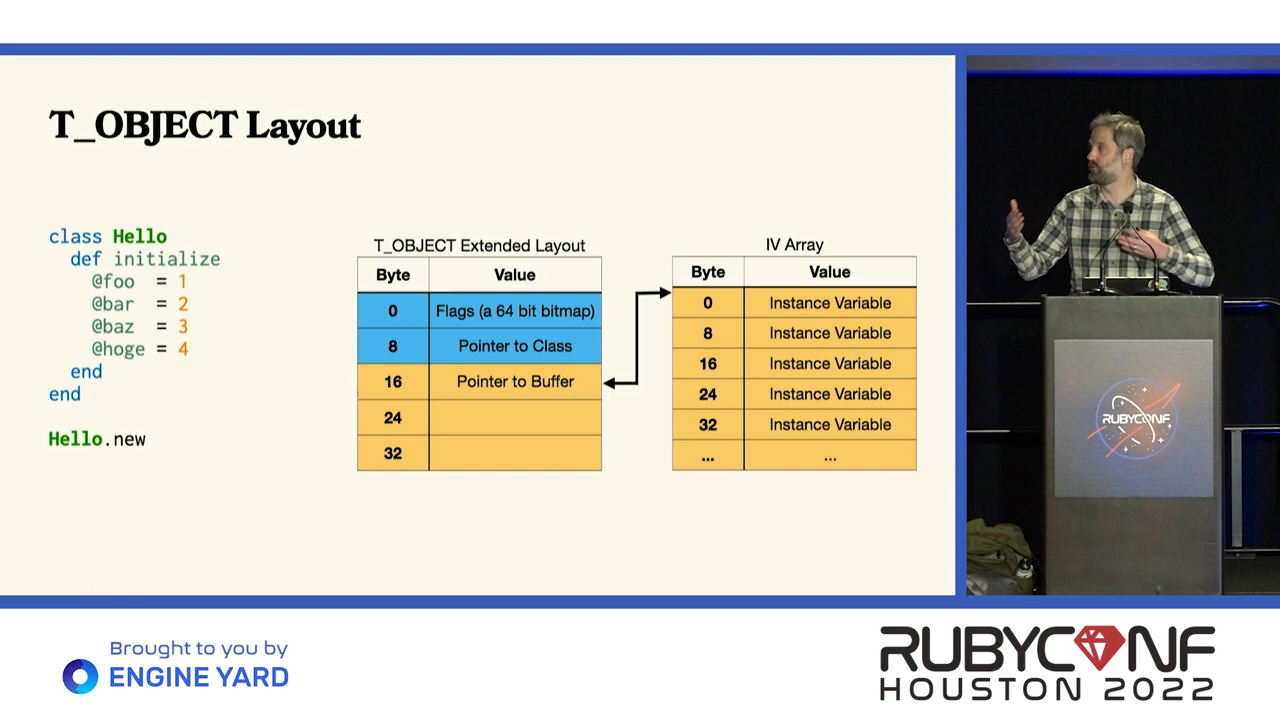 T_OBJECT Layout
class Hello
def initialize
@foo = 1
@bar = 2
@baz = 3
@hoge = 4
end
end
Hello.new
T_OBJECT Extended Layout
Byte Value
0 Flags (a 64 bit bitmap)
8 Pointer to Class
16 Pointer to Buffer
24
32
IV Array
Byte Value
0 Instance Variable
8 Instance Variable
16 Instance Variable
24 Instance Variable
32 Instance Variable
... ...
RUBYCONF
Brought to you by
ENGINE YARD
RUBYCONF
HOUSTON 2022